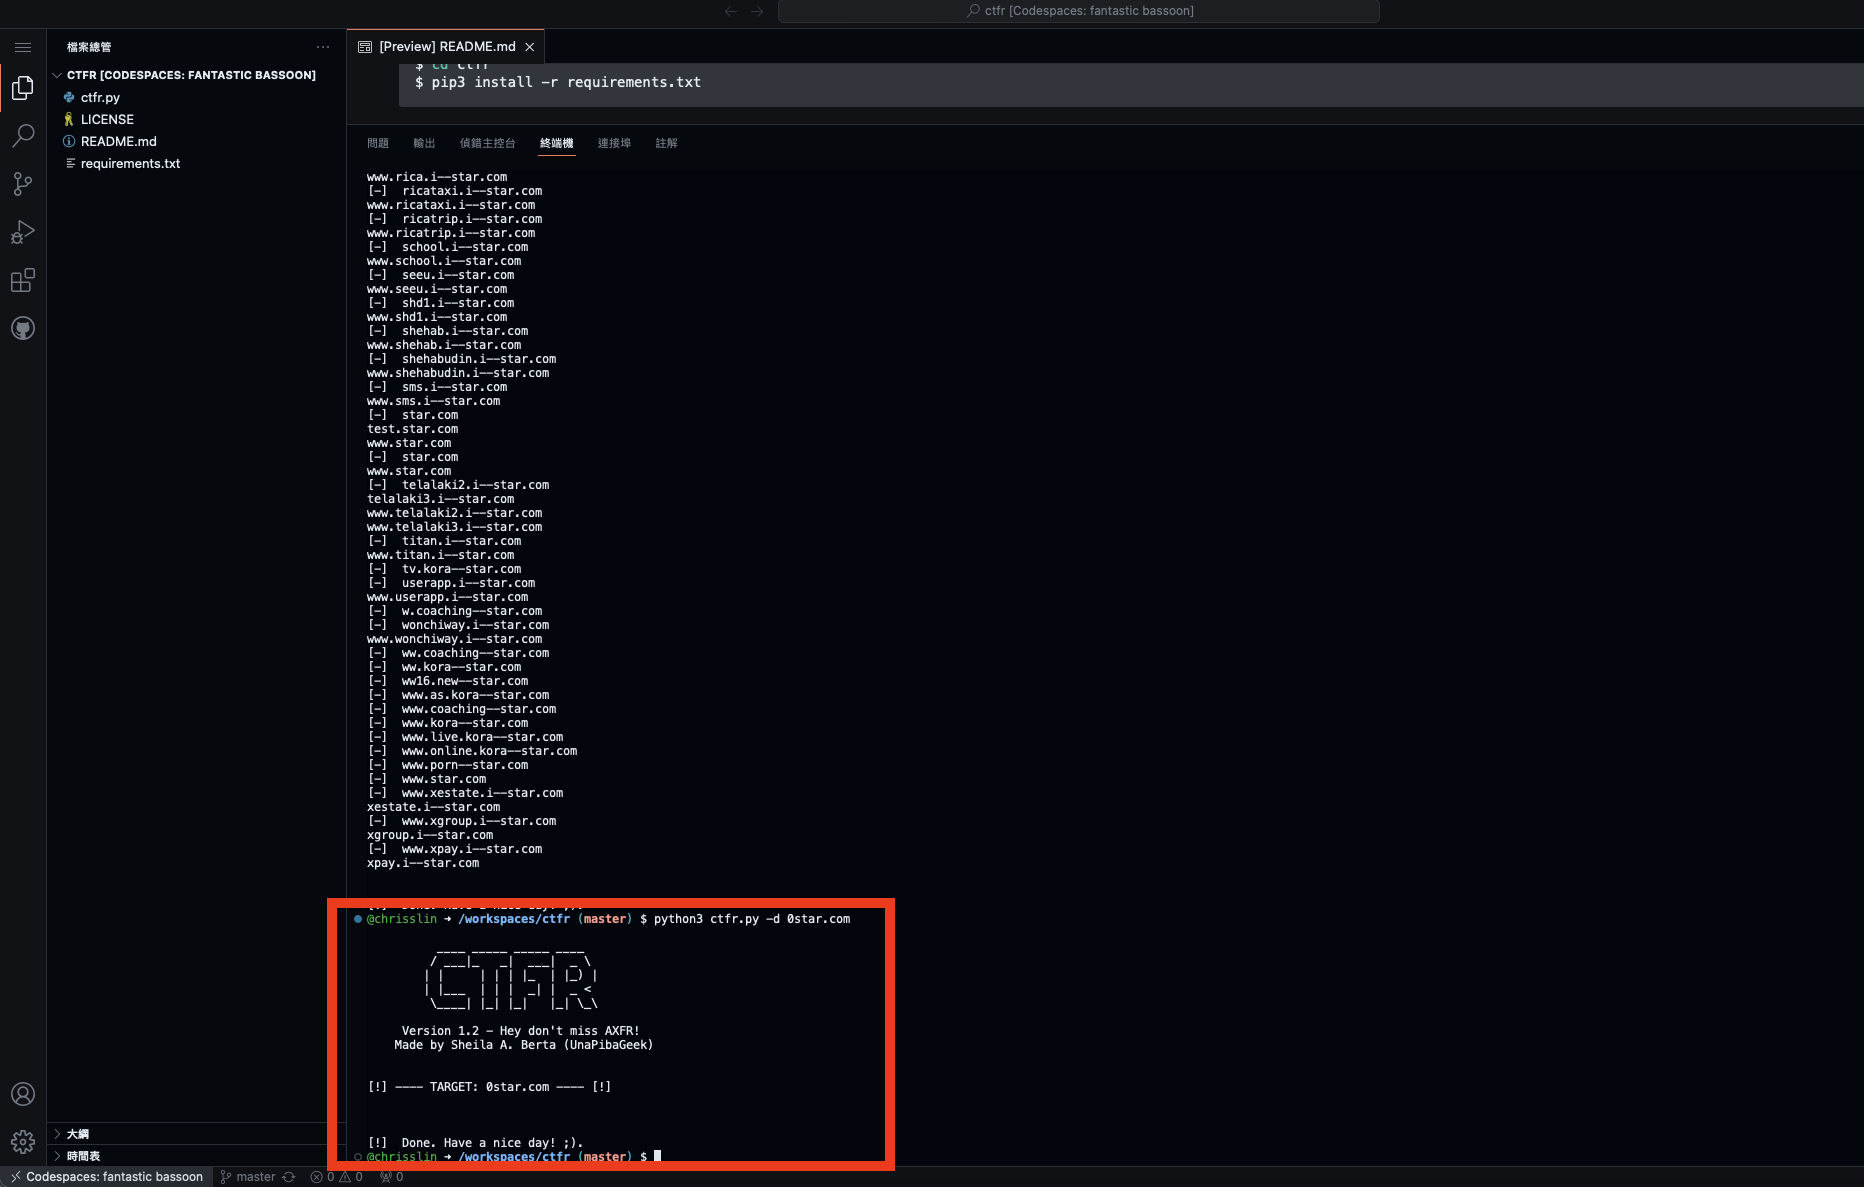 ctfr [Codespaces: fantastic bassoon]
檔案總管
CTFR [CODESPACES: FANTASTIC BASSOON]
ctfr.py
LICENSE
README.md
requirements.txt
[Preview] README.md
$ cd ctfr
$ pip3 install -r requirements.txt
問題 輸出 偵錯主控台 終端機 連接埠 註解
www.rica.i--star.com
[-]  ricataxi.i--star.com
www.ricataxi.i--star.com
[-]  ricatrip.i--star.com
www.ricatrip.i--star.com
[-]  school.i--star.com
www.school.i--star.com
[-]  seeu.i--star.com
www.seeu.i--star.com
[-]  shd1.i--star.com
www.shd1.i--star.com
[-]  shehab.i--star.com
www.shehab.i--star.com
[-]  shehabudin.i--star.com
www.shehabudin.i--star.com
[-]  sms.i--star.com
www.sms.i--star.com
[-]  star.com
test.star.com
www.star.com
[-]  star.com
www.star.com
[-]  telalaki2.i--star.com
telalaki3.i--star.com
www.telalaki2.i--star.com
www.telalaki3.i--star.com
[-]  titan.i--star.com
www.titan.i--star.com
[-]  tv.kora--star.com
[-]  userapp.i--star.com
www.userapp.i--star.com
[-]  w.coaching--star.com
[-]  wonchiway.i--star.com
www.wonchiway.i--star.com
[-]  ww.coaching--star.com
[-]  ww.kora--star.com
[-]  ww16.new--star.com
[-]  www.as.kora--star.com
[-]  www.coaching--star.com
[-]  www.kora--star.com
[-]  www.live.kora--star.com
[-]  www.online.kora--star.com
[-]  www.porn--star.com
[-]  www.star.com
[-]  www.xestate.i--star.com
xestate.i--star.com
[-]  www.xgroup.i--star.com
xgroup.i--star.com
[-]  www.xpay.i--star.com
xpay.i--star.com
[!]  Done. Have a nice day! ;).
@chrisslin ➜ /workspaces/ctfr (master) $ python3 ctfr.py -d 0star.com
CTFR
Version 1.2 - Hey don't miss AXFR!
Made by Sheila A. Berta (UnaPibaGeek)
[!] ---- TARGET: 0star.com ---- [!]
[!]  Done. Have a nice day! ;).
@chrisslin ➜ /workspaces/ctfr (master) $
大綱
時間表
Codespaces: fantastic bassoon master 0 0 0